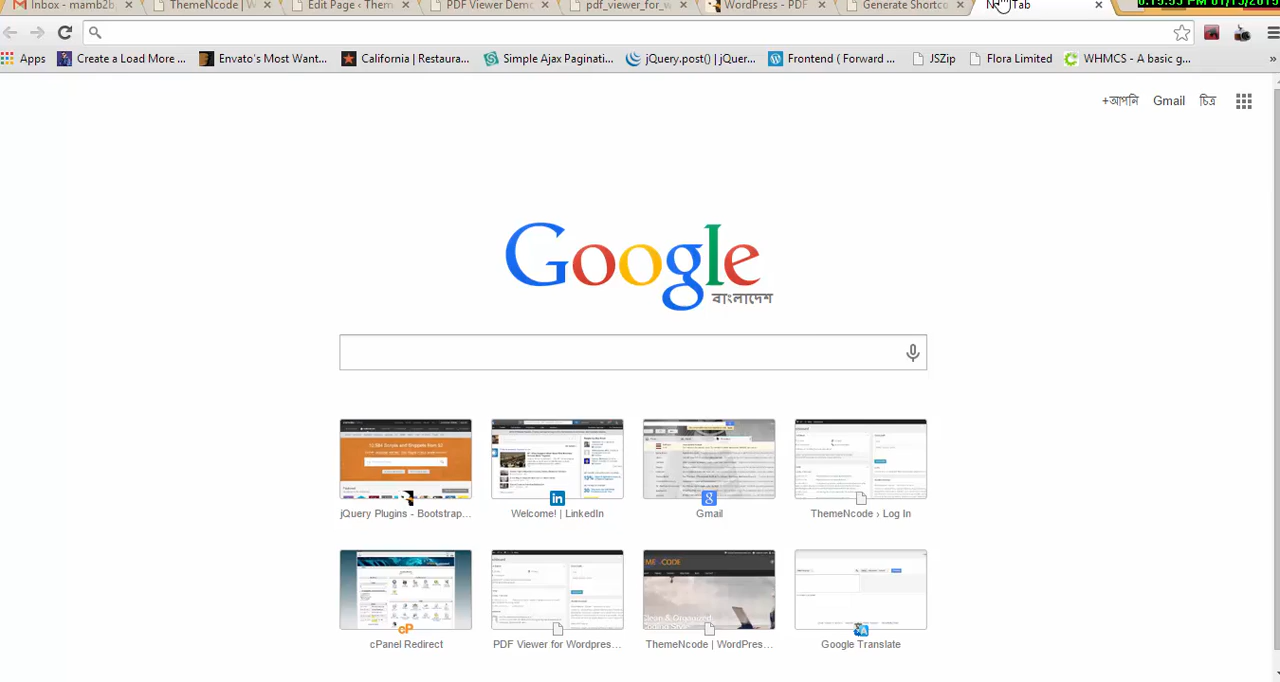 Inbox - mamb2b
ThemeNcode | W
Edit Page ‹ Them
PDF Viewer Demo
pdf_viewer_for_w
WordPress - PDF
Generate Shortco
Tab
Apps
Create a Load More ...
Envato's Most Want...
California | Restaura...
Simple Ajax Paginati...
jQuery.post() | jQuer...
Frontend ( Forward ...
JSZip
Flora Limited
WHMCS - A basic g...
»
+আপনি
Gmail
চিত্র
Google
বাংলাদেশ
jQuery Plugins - Bootstrap...
Welcome! | LinkedIn
Gmail
ThemeNcode › Log In
cPanel Redirect
PDF Viewer for Wordpres...
ThemeNcode | WordPres...
Google Translate